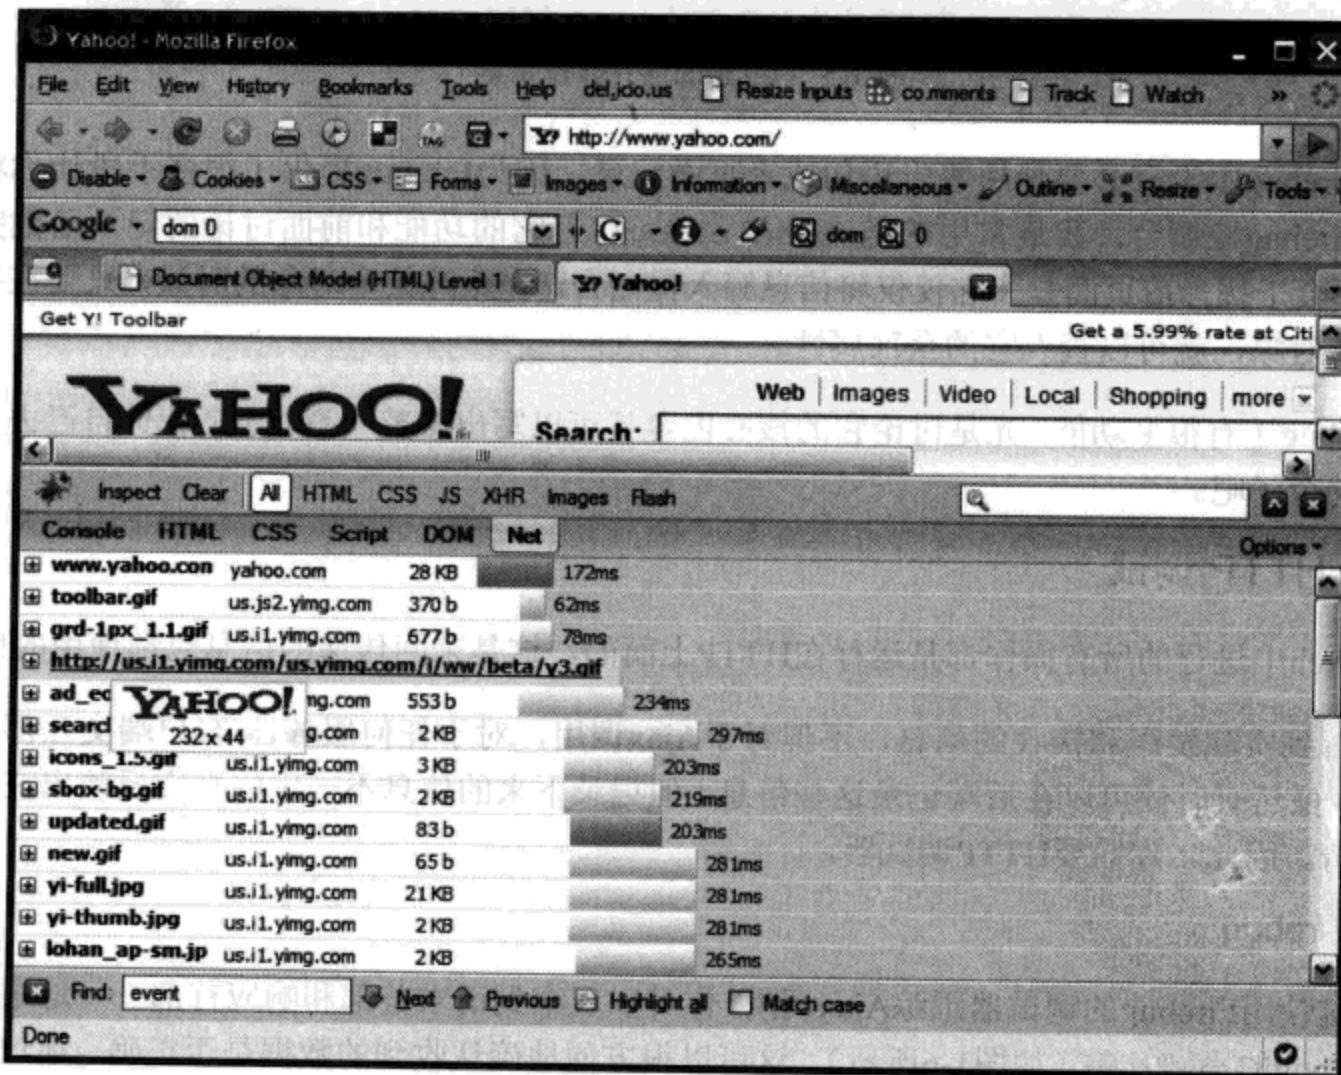 Yahoo! - Mozilla Firefox
File Edit View History Bookmarks Tools Help del.icio.us Resize Inputs co.mments Track Watch »
TAG Y! http://www.yahoo.com/
Disable Cookies CSS Forms Images Information Miscellaneous Outline Resize Tools
Google dom 0 G dom 0
Document Object Model (HTML) Level 1 Y! Yahoo!
Get Y! Toolbar Get a 5.99% rate at Citi
YAHOO! Web | Images | Video | Local | Shopping | more
Search:
Inspect Clear All HTML CSS JS XHR Images Flash
Console HTML CSS Script DOM Net Options
www.yahoo.con yahoo.com 28 KB 172ms
toolbar.gif us.js2.yimg.com 370 b 62ms
grd-1px_1.1.gif us.i1.yimg.com 677 b 78ms
http://us.i1.yimg.com/us.yimg.com/i/ww/beta/y3.gif
ad_ec YAHOO! mg.com 553 b 234ms
searcl 232 x 44 g.com 2 KB 297ms
icons_1.5.gif us.i1.yimg.com 3 KB 203ms
sbox-bg.gif us.i1.yimg.com 2 KB 219ms
updated.gif us.i1.yimg.com 83 b 203ms
new.gif us.i1.yimg.com 65 b 281ms
yi-full.jpg us.i1.yimg.com 21 KB 281ms
yi-thumb.jpg us.i1.yimg.com 2 KB 281ms
lohan_ap-sm.jp us.i1.yimg.com 2 KB 265ms
Find: event Next Previous Highlight all Match case
Done